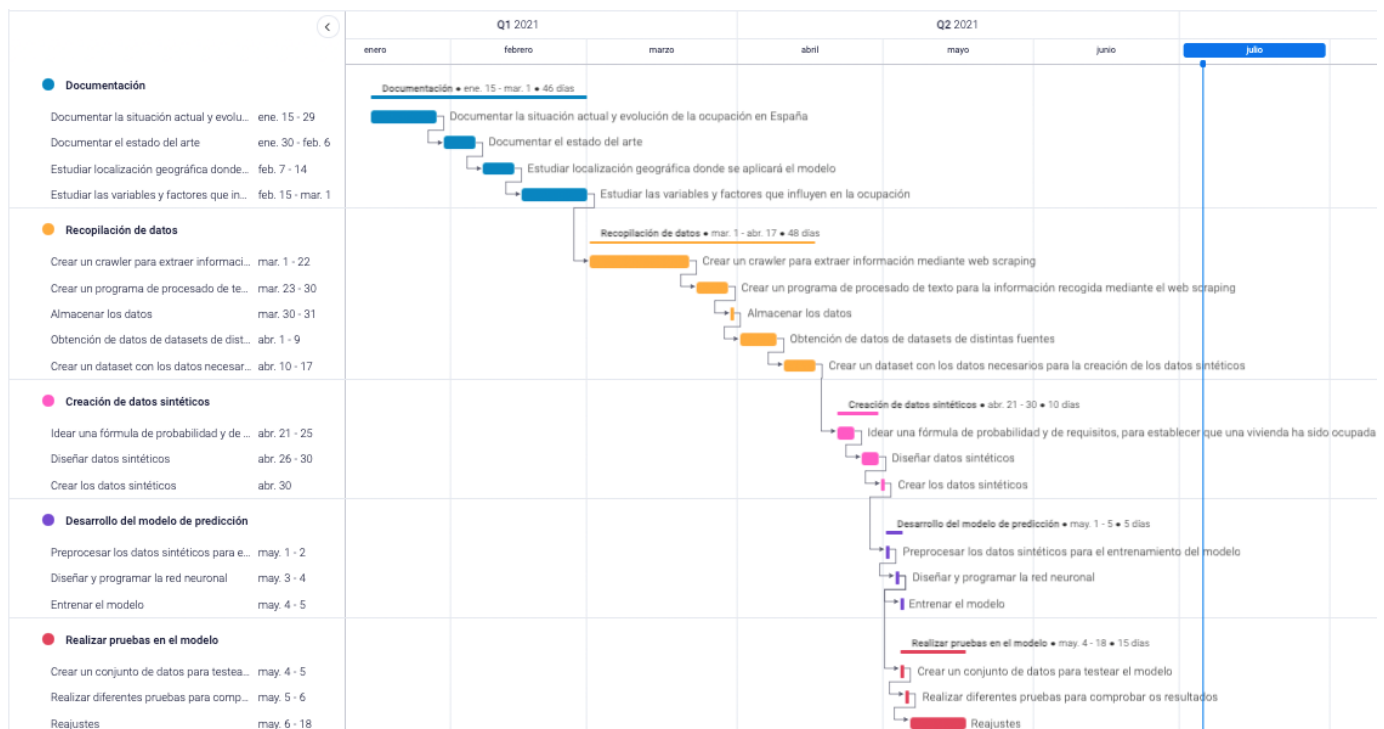 Q1 2021 Q2 2021
enero febrero marzo abril mayo junio julio
Documentación
Documentación • ene. 15 - mar. 1 • 46 días
Documentar la situación actual y evolu... ene. 15 - 29 Documentar la situación actual y evolución de la ocupación en España
Documentar el estado del arte ene. 30 - feb. 6 Documentar el estado del arte
Estudiar localización geográfica donde... feb. 7 - 14 Estudiar localización geográfica donde se aplicará el modelo
Estudiar las variables y factores que in... feb. 15 - mar. 1 Estudiar las variables y factores que influyen en la ocupación
Recopilación de datos
Recopilación de datos • mar. 1 - abr. 17 • 48 días
Crear un crawler para extraer informaci... mar. 1 - 22 Crear un crawler para extraer información mediante web scraping
Crear un programa de procesado de te... mar. 23 - 30 Crear un programa de procesado de texto para la información recogida mediante el web scraping
Almacenar los datos mar. 30 - 31 Almacenar los datos
Obtención de datos de datasets de dist... abr. 1 - 9 Obtención de datos de datasets de distintas fuentes
Crear un dataset con los datos necesar... abr. 10 - 17 Crear un dataset con los datos necesarios para la creación de los datos sintéticos
Creación de datos sintéticos
Creación de datos sintéticos • abr. 21 - 30 • 10 días
Idear una fórmula de probabilidad y de ... abr. 21 - 25 Idear una fórmula de probabilidad y de requisitos, para establecer que una vivienda ha sido ocupada
Diseñar datos sintéticos abr. 26 - 30 Diseñar datos sintéticos
Crear los datos sintéticos abr. 30 Crear los datos sintéticos
Desarrollo del modelo de predicción
Desarrollo del modelo de predicción • may. 1 - 5 • 5 días
Preprocesar los datos sintéticos para e... may. 1 - 2 Preprocesar los datos sintéticos para el entrenamiento del modelo
Diseñar y programar la red neuronal may. 3 - 4 Diseñar y programar la red neuronal
Entrenar el modelo may. 4 - 5 Entrenar el modelo
Realizar pruebas en el modelo
Realizar pruebas en el modelo • may. 4 - 18 • 15 días
Crear un conjunto de datos para testea... may. 4 - 5 Crear un conjunto de datos para testear el modelo
Realizar diferentes pruebas para comp... may. 5 - 6 Realizar diferentes pruebas para comprobar os resultados
Reajustes may. 6 - 18 Reajustes